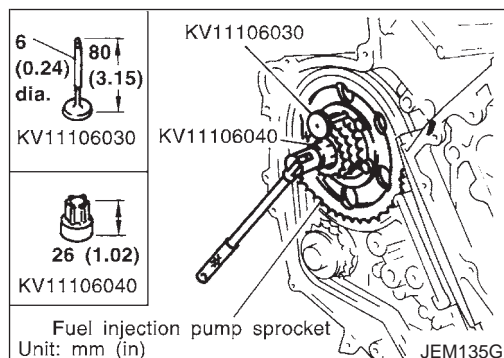 6
(0.24)
dia.
80
(3.15)
KV11106030
26 (1.02)
KV11106040
KV11106030
KV11106040
Fuel injection pump sprocket
Unit: mm (in)
JEM135G